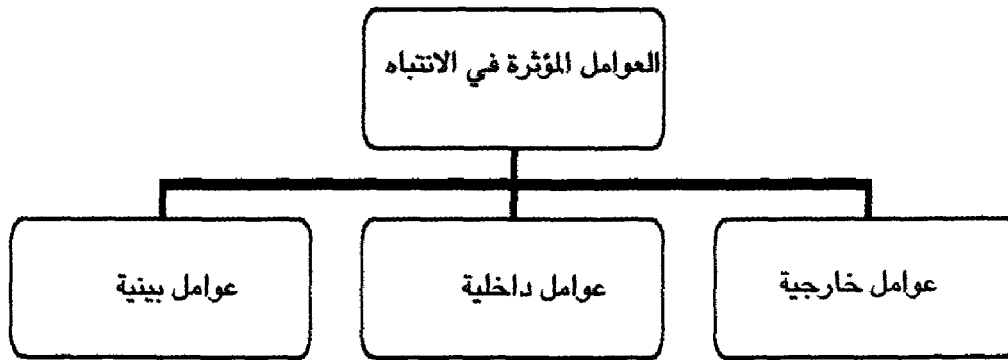 العوامل المؤثرة في الانتباه
عوامل خارجية
عوامل داخلية
عوامل بينية